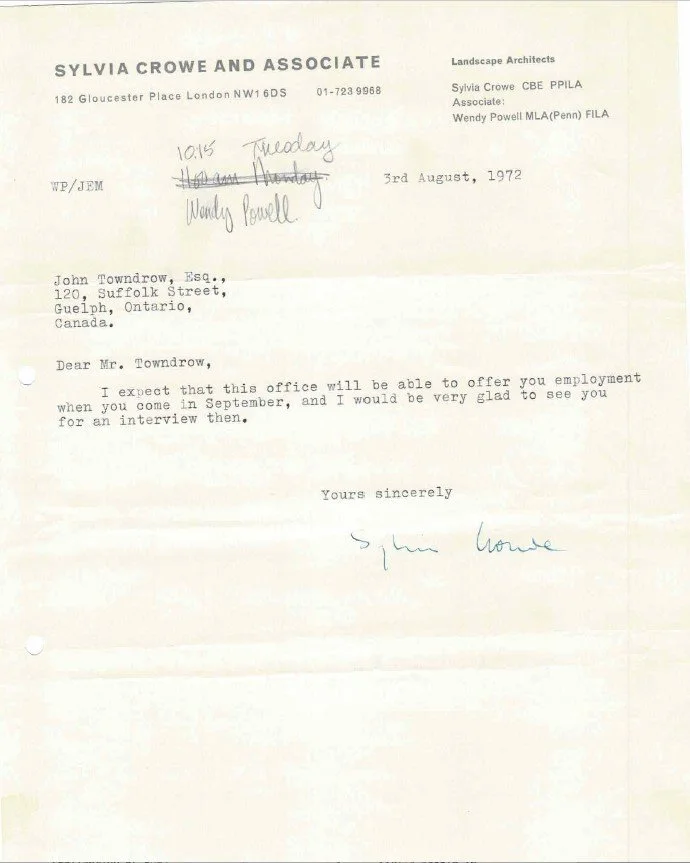 SYLVIA CROWE AND ASSOCIATE
182 Gloucester Place London NW1 6DS 01-723 9968
Landscape Architects
Sylvia Crowe CBE PPILA
Associate:
Wendy Powell MLA(Penn) FILA
10.15 Tuesday
Monday
Wendy Powell.
WP/JEM
3rd August, 1972
John Towndrow, Esq.,
120, Suffolk Street,
Guelph, Ontario,
Canada.
Dear Mr. Towndrow,
I expect that this office will be able to offer you employment
when you come in September, and I would be very glad to see you
for an interview then.
Yours sincerely
Sylvia Crowe